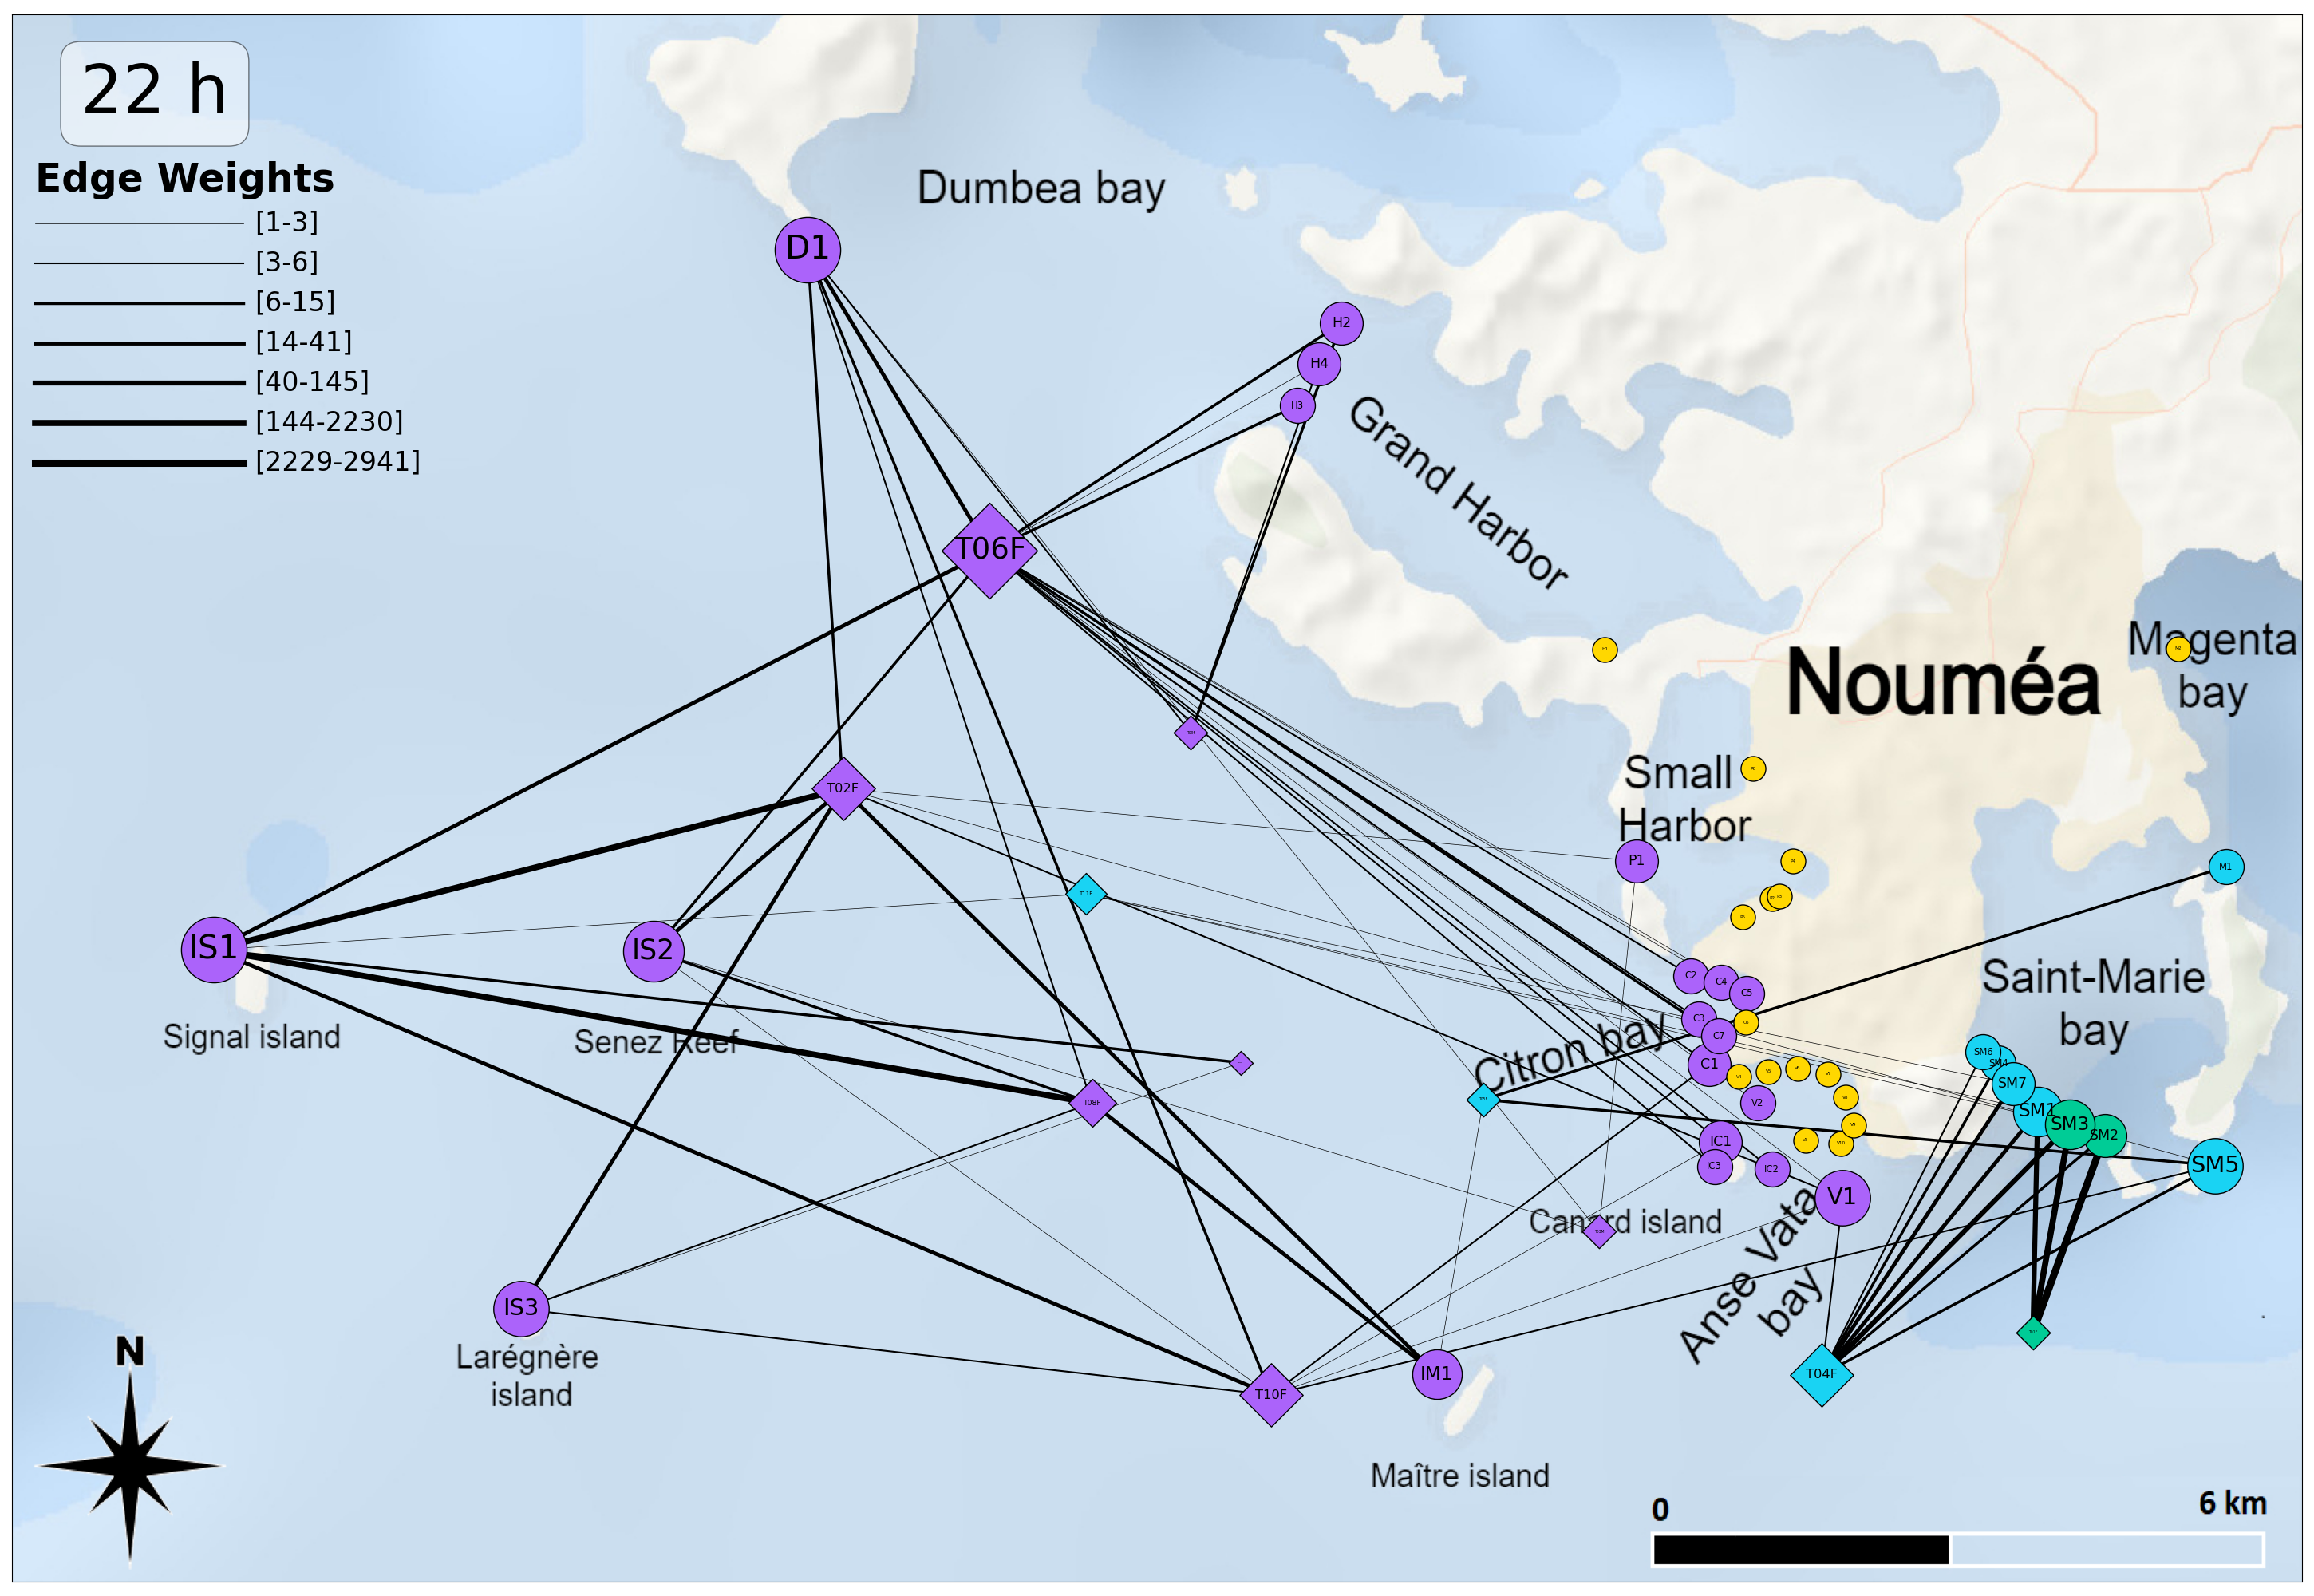 22 h
Edge Weights
[1-3]
[3-6]
[6-15]
[14-41]
[40-145]
[144-2230]
[2229-2941]
Dumbea bay
D1
H2
H4
H3
Grand Harbor
T06F
H1
Magenta
bay
M2
Nouméa
Small
Harbor
T02F
P1
M1
T11F
IS1
IS2
Signal island
Senez Reef
C2
C4
C5
C3
C7
C1
Citron bay
Saint-Marie
bay
SM6
SM4
SM7
SM1
SM3
SM2
SM5
T08F
V2
IC1
IC3
IC2
V1
Canard island
Anse Vata
bay
IS3
Larégnère
island
T10F
IM1
T04F
Maître island
N
0
6 km